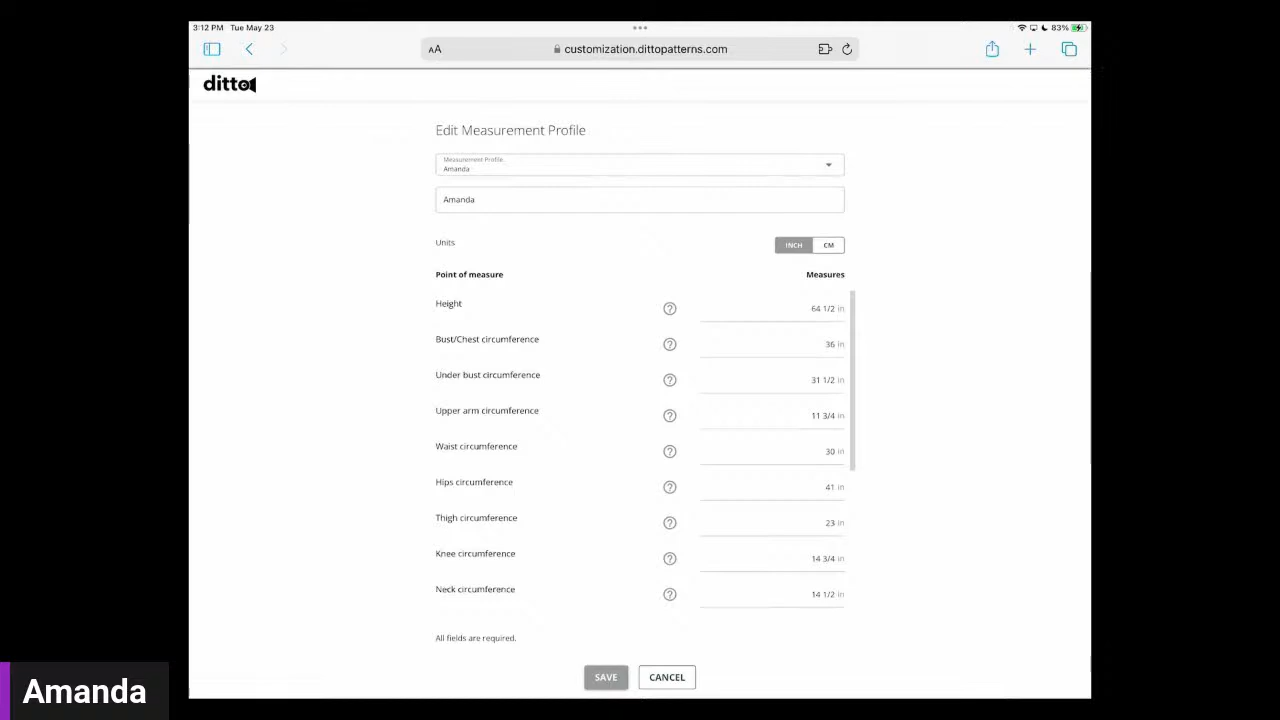 3:12 PM Tue May 23
83%
AA
customization.dittopatterns.com
ditto
Edit Measurement Profile
Measurement Profile
Amanda
Amanda
Units
INCH CM
Point of measure Measures
Height ? 64 1/2 in
Bust/Chest circumference ? 36 in
Under bust circumference ? 31 1/2 in
Upper arm circumference ? 11 3/4 in
Waist circumference ? 30 in
Hips circumference ? 41 in
Thigh circumference ? 23 in
Knee circumference ? 14 3/4 in
Neck circumference ? 14 1/2 in
All fields are required.
SAVE CANCEL
Amanda